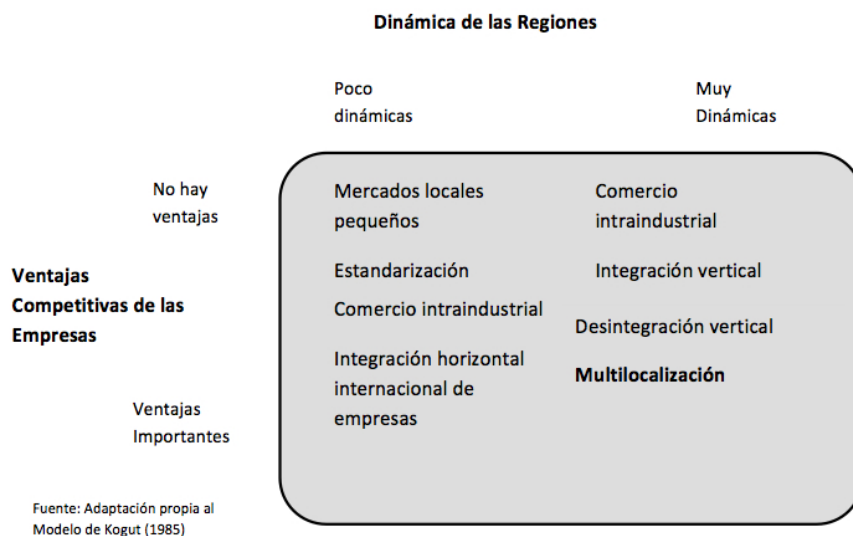 Dinámica de las Regiones
Poco
dinámicas
Muy
Dinámicas
No hay
ventajas
Mercados locales
pequeños
Comercio
intraindustrial
Ventajas
Competitivas de las
Empresas
Estandarización
Integración vertical
Comercio intraindustrial
Desintegración vertical
Integración horizontal
internacional de
empresas
Multilocalización
Ventajas
Importantes
Fuente: Adaptación propia al
Modelo de Kogut (1985)